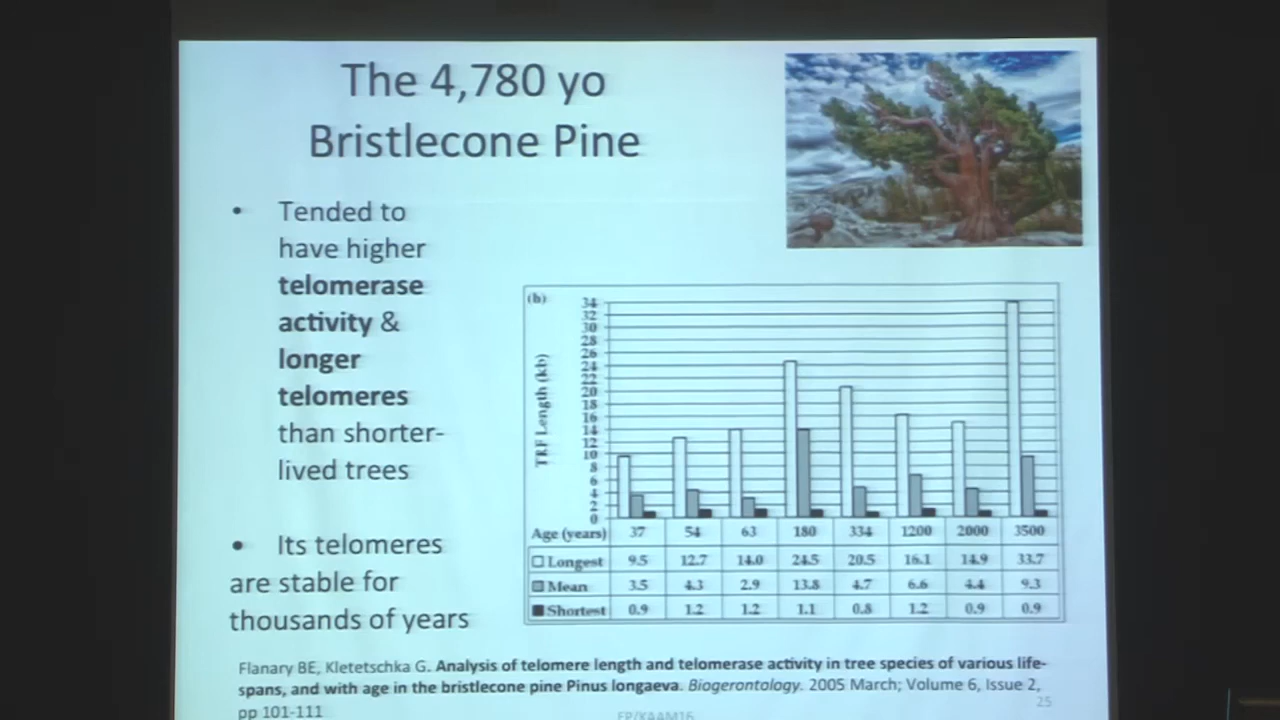 The 4,780 yo
Bristlecone Pine
• Tended to
have higher
telomerase
activity &
longer
telomeres
than shorter-
lived trees
• Its telomeres
are stable for
thousands of years
(b)
TRF Length (kb)
34
32
30
28
26
24
22
20
18
16
14
12
10
8
6
4
2
0
Age (years) 37 54 63 180 334 1200 2000 3500
Longest 9.5 12.7 14.0 24.5 20.5 16.1 14.9 33.7
Mean 3.5 4.3 2.9 13.8 4.7 6.6 4.4 9.3
Shortest 0.9 1.2 1.2 1.1 0.8 1.2 0.9 0.9
Flanary BE, Kletetschka G. Analysis of telomere length and telomerase activity in tree species of various life-
spans, and with age in the bristlecone pine Pinus longaeva. Biogerontology. 2005 March; Volume 6, Issue 2,
pp 101-111
25
FP/KAAM16